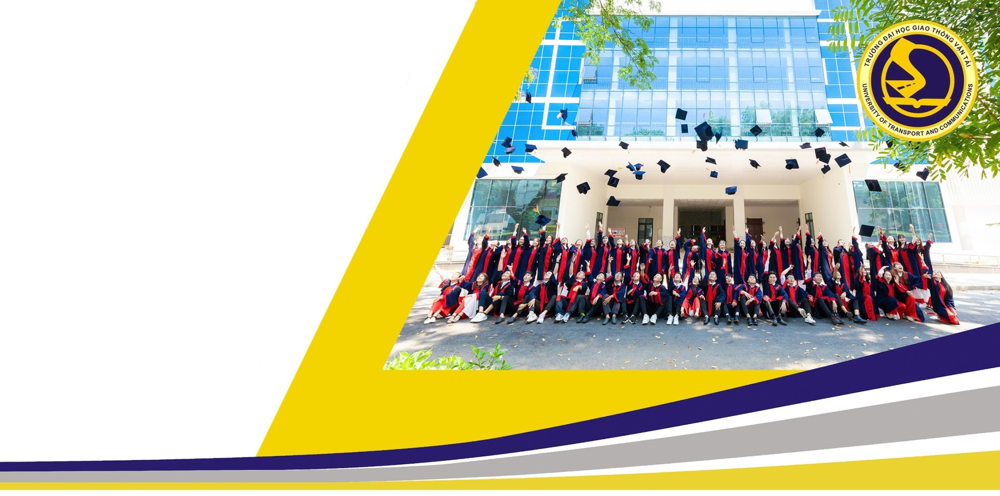 TRƯỜNG ĐẠI HỌC GIAO THÔNG VẬN TẢI
UNIVERSITY OF TRANSPORT AND COMMUNICATIONS